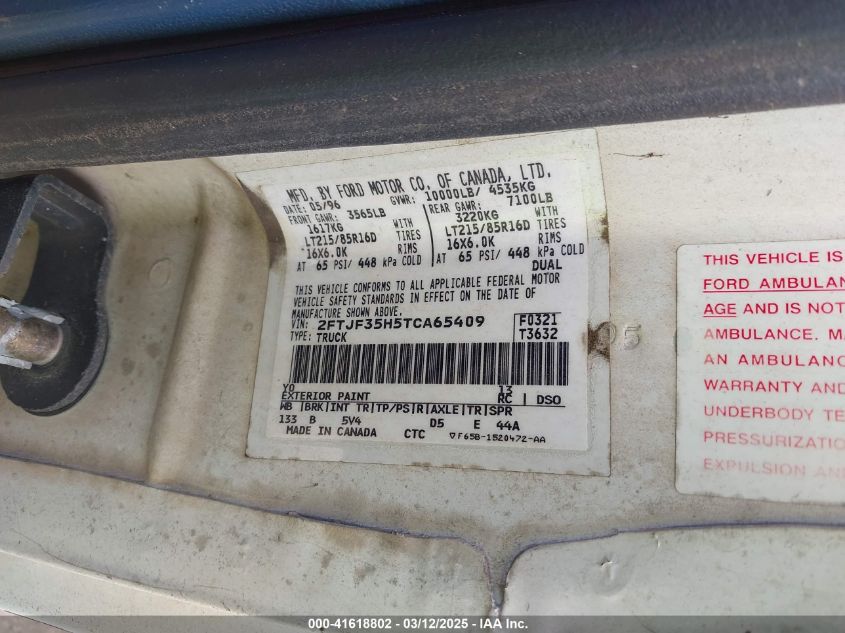 MFD. BY FORD MOTOR CO. OF CANADA, LTD.
DATE: 05/96 GVWR: 10000LB/ 4535KG
FRONT GAWR: 3565LB REAR GAWR: 7100LB
1617KG WITH 3220KG WITH
LT215/85R16D TIRES LT215/85R16D TIRES
16X6.0K RIMS 16X6.0K RIMS
AT 65 PSI/ 448 kPa COLD AT 65 PSI/ 448 kPa COLD
DUAL
THIS VEHICLE CONFORMS TO ALL APPLICABLE FEDERAL MOTOR
VEHICLE SAFETY STANDARDS IN EFFECT ON THE DATE OF
MANUFACTURE SHOWN ABOVE.
VIN: 2FTJF35H5TCA65409 F0321
TYPE: TRUCK T3632
YO 13
EXTERIOR PAINT RC DSO
WB |BRK|INT TR|TP/PS|R|AXLE|TR|SPR
133 B 5V4 D5 E 44A
MADE IN CANADA CTC ▽F65B-1520472-AA
THIS VEHICLE IS
FORD AMBULAN
AGE AND IS NOT
AMBULANCE. MA
AN AMBULANC
WARRANTY AND
UNDERBODY TE
PRESSURIZATIO
EXPULSION AN
000-41618802 - 03/12/2025 - IAA Inc.